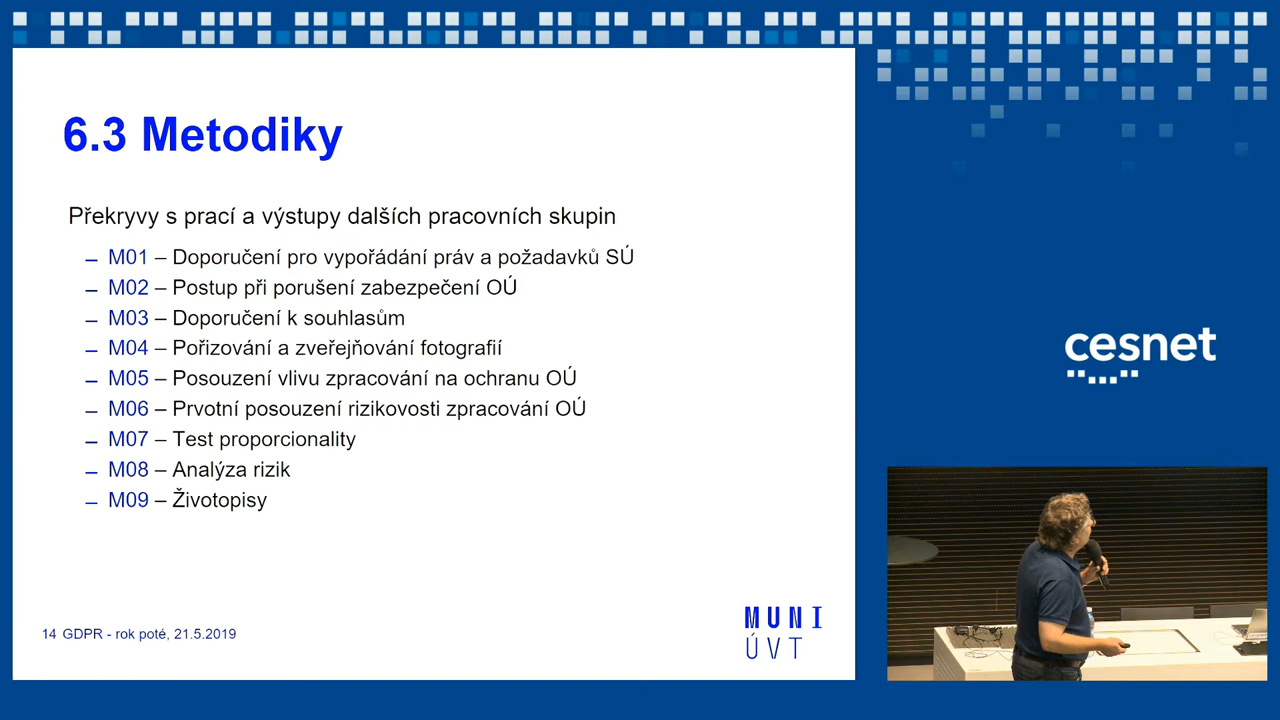 6.3 Metodiky
Překryvy s prací a výstupy dalších pracovních skupin
– M01 – Doporučení pro vypořádání práv a požadavků SÚ
– M02 – Postup při porušení zabezpečení OÚ
– M03 – Doporučení k souhlasům
– M04 – Pořizování a zveřejňování fotografií
– M05 – Posouzení vlivu zpracování na ochranu OÚ
– M06 – Prvotní posouzení rizikovosti zpracování OÚ
– M07 – Test proporcionality
– M08 – Analýza rizik
– M09 – Životopisy
14 GDPR - rok poté, 21.5.2019
MUNI
ÚVT
cesnet